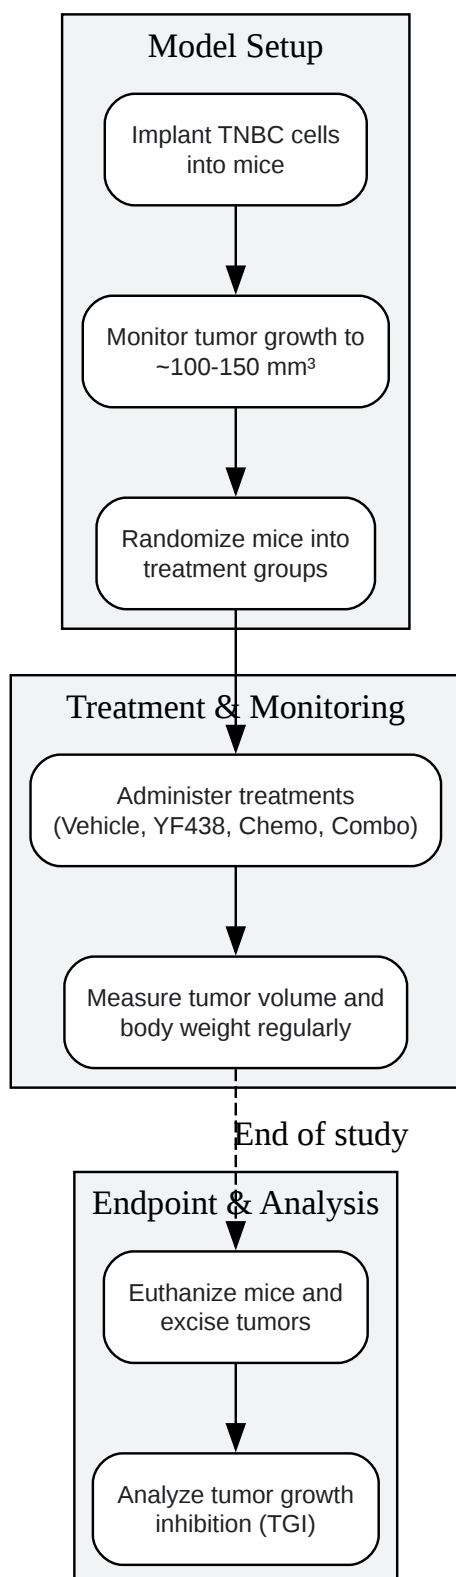 Model Setup
Implant TNBC cells
into mice
Monitor tumor growth to
~100-150 mm³
Randomize mice into
treatment groups
Treatment & Monitoring
Administer treatments
(Vehicle, YF438, Chemo, Combo)
Measure tumor volume and
body weight regularly
End of study
Endpoint & Analysis
Euthanize mice and
excise tumors
Analyze tumor growth
inhibition (TGI)